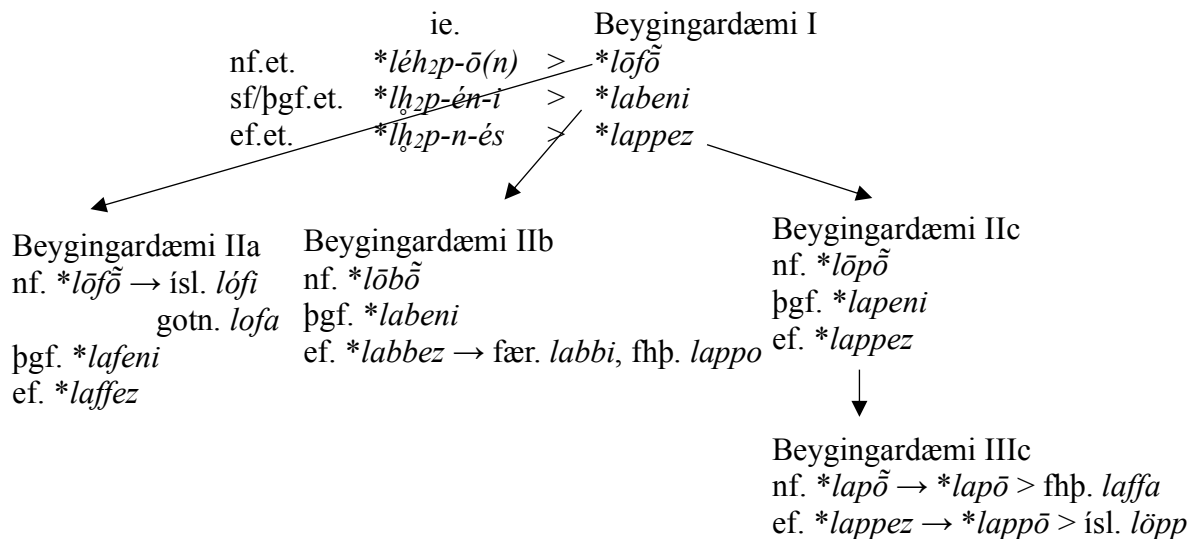 ie. Beygingardæmi I
nf.et. *léh₂p-ō(n) > *lōfō̃
sf/þgf.et. *lh̥₂p-én-i > *labeni
ef.et. *lh̥₂p-n-és > *lappez
Beygingardæmi IIa
nf. *lōfō̃ → ísl. lófi
gotn. lofa
þgf. *lafeni
ef. *laffez
Beygingardæmi IIb
nf. *lōbō̃
þgf. *labeni
ef. *labbez → fær. labbi, fhþ. lappo
Beygingardæmi IIc
nf. *lōpō̃
þgf. *lapeni
ef. *lappez
Beygingardæmi IIIc
nf. *lapō̃ → *lapō > fhþ. laffa
ef. *lappez → *lappō > ísl. löpp